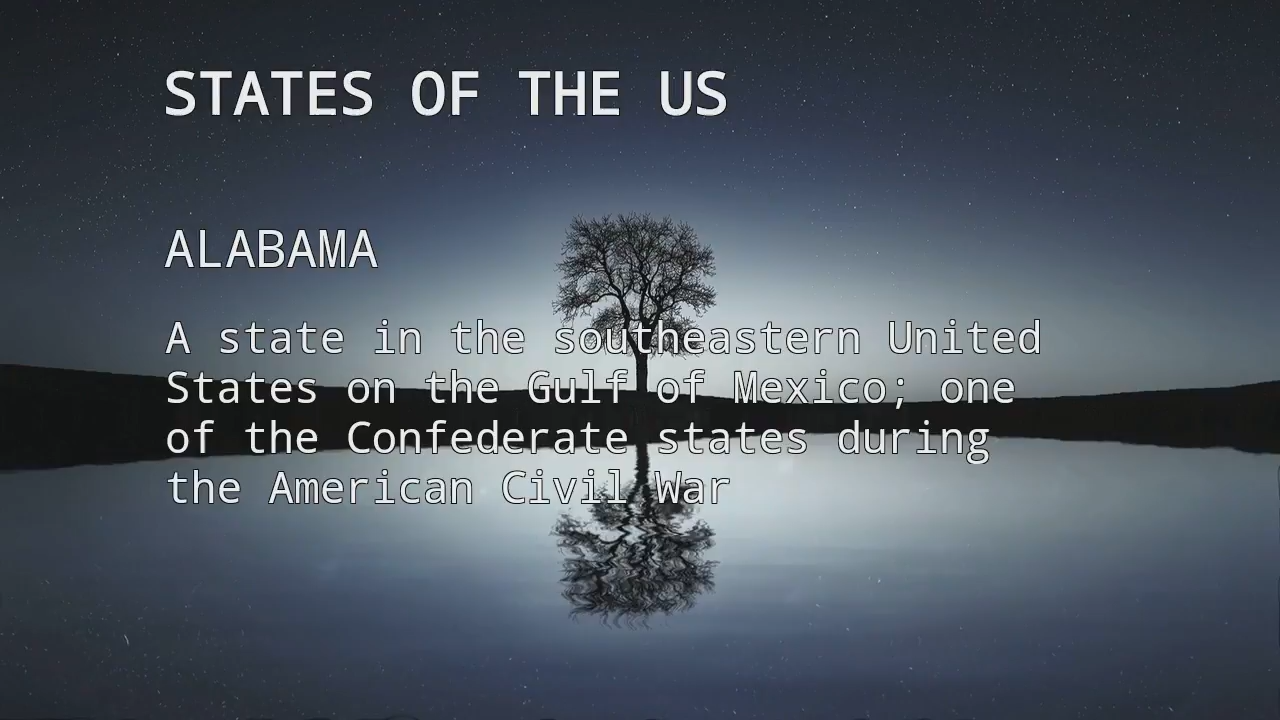 STATES OF THE US
ALABAMA
A state in the southeastern United
States on the Gulf of Mexico; one
of the Confederate states during
the American Civil War